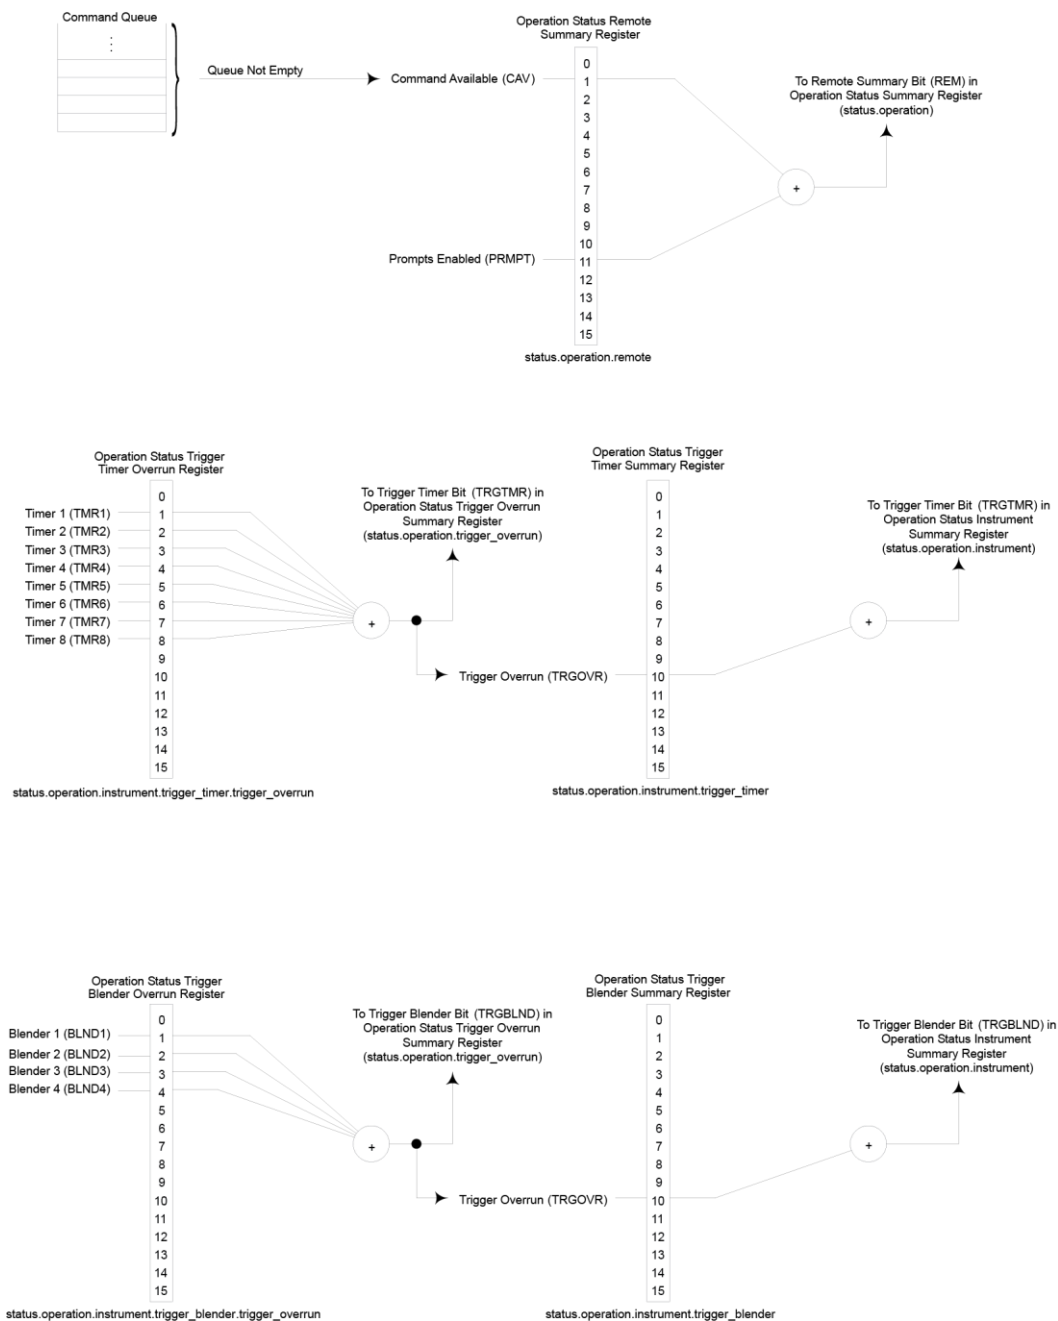 Command Queue
Queue Not Empty
Command Available (CAV)
Operation Status Remote
Summary Register
0
1
2
3
4
5
6
7
8
9
10
11
12
13
14
15
Prompts Enabled (PRMPT)
status.operation.remote
+
To Remote Summary Bit (REM) in
Operation Status Summary Register
(status.operation)
Operation Status Trigger
Timer Overrun Register
Timer 1 (TMR1)
Timer 2 (TMR2)
Timer 3 (TMR3)
Timer 4 (TMR4)
Timer 5 (TMR5)
Timer 6 (TMR6)
Timer 7 (TMR7)
Timer 8 (TMR8)
0
1
2
3
4
5
6
7
8
9
10
11
12
13
14
15
status.operation.instrument.trigger_timer.trigger_overrun
+
To Trigger Timer Bit (TRGTMR) in
Operation Status Trigger Overrun
Summary Register
(status.operation.trigger_overrun)
Trigger Overrun (TRGOVR)
Operation Status Trigger
Timer Summary Register
0
1
2
3
4
5
6
7
8
9
10
11
12
13
14
15
status.operation.instrument.trigger_timer
+
To Trigger Timer Bit (TRGTMR) in
Operation Status Instrument
Summary Register
(status.operation.instrument)
Operation Status Trigger
Blender Overrun Register
Blender 1 (BLND1)
Blender 2 (BLND2)
Blender 3 (BLND3)
Blender 4 (BLND4)
0
1
2
3
4
5
6
7
8
9
10
11
12
13
14
15
status.operation.instrument.trigger_blender.trigger_overrun
+
To Trigger Blender Bit (TRGBLND) in
Operation Status Trigger Overrun
Summary Register
(status.operation.trigger_overrun)
Trigger Overrun (TRGOVR)
Operation Status Trigger
Blender Summary Register
0
1
2
3
4
5
6
7
8
9
10
11
12
13
14
15
status.operation.instrument.trigger_blender
+
To Trigger Blender Bit (TRGBLND) in
Operation Status Instrument
Summary Register
(status.operation.instrument)